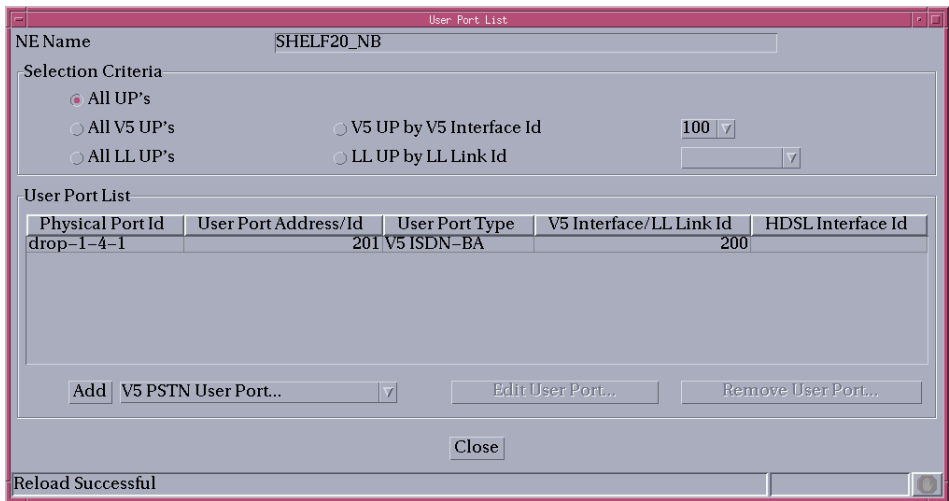 User Port List
NE Name SHELF20_NB
Selection Criteria
All UP's
All V5 UP's V5 UP by V5 Interface Id 100
All LL UP's LL UP by LL Link Id
User Port List
Physical Port Id User Port Address/Id User Port Type V5 Interface/LL Link Id HDSL Interface Id
drop-1-4-1 201 V5 ISDN-BA 200
Add V5 PSTN User Port... Edit User Port... Remove User Port...
Close
Reload Successful